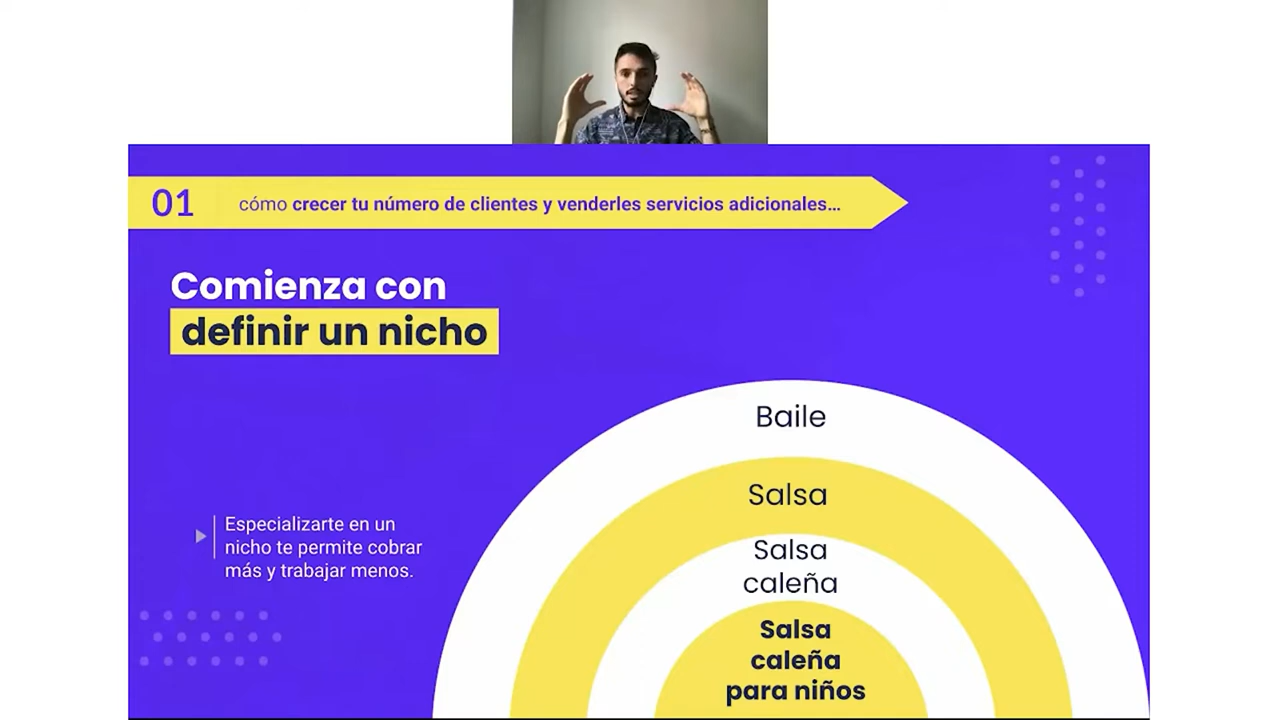 01
cómo crecer tu número de clientes y venderles servicios adicionales...
Comienza con
definir un nicho
Especializarte en un
nicho te permite cobrar
más y trabajar menos.
Baile
Salsa
Salsa
caleña
Salsa
caleña
para niños